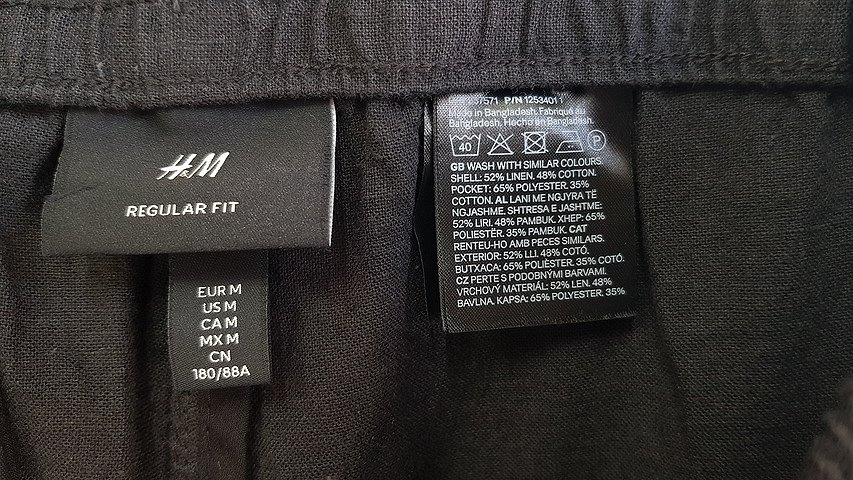 H&M
REGULAR FIT
EUR M
US M
CA M
MX M
CN
180/88A
57571 P/N 1253401
Made in Bangladesh. Fabriqué au
Bangladesh. Hecho en Bangladesh.
40 P
GB WASH WITH SIMILAR COLOURS.
SHELL: 52% LINEN. 48% COTTON.
POCKET: 65% POLYESTER. 35%
COTTON. AL LANI ME NGJYRA TË
NGJASHME. SHTRESA E JASHTME:
52% LIRI. 48% PAMBUK. XHEP: 65%
POLIESTËR. 35% PAMBUK. CAT
RENTEU-HO AMB PECES SIMILARS.
EXTERIOR: 52% LLI. 48% COTÓ.
BUTXACA: 65% POLIÈSTER. 35% COTÓ.
CZ PERTE S PODOBNÝMI BARVAMI.
VRCHOVÝ MATERIÁL: 52% LEN. 48%
BAVLNA. KAPSA: 65% POLYESTER. 35%